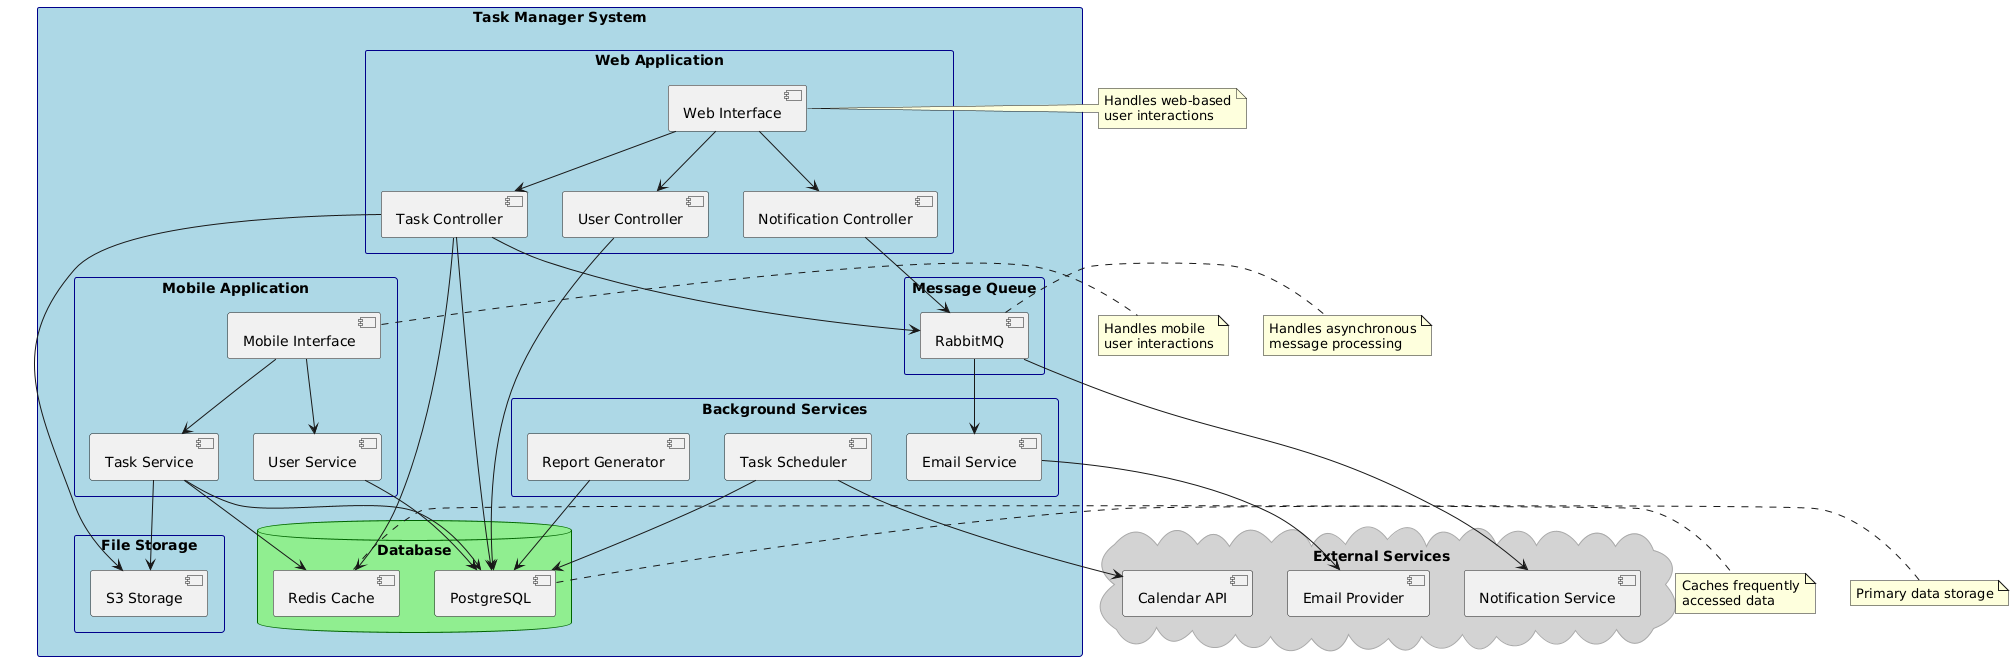 Task Manager System
Web Application
Web Interface
Handles web-based
user interactions
Task Controller
User Controller
Notification Controller
Mobile Application
Message Queue
Mobile Interface
RabbitMQ
Handles mobile
user interactions
Handles asynchronous
message processing
Background Services
Task Service
User Service
Report Generator
Task Scheduler
Email Service
File Storage
Database
External Services
S3 Storage
Redis Cache
PostgreSQL
Calendar API
Email Provider
Notification Service
Caches frequently
accessed data
Primary data storage